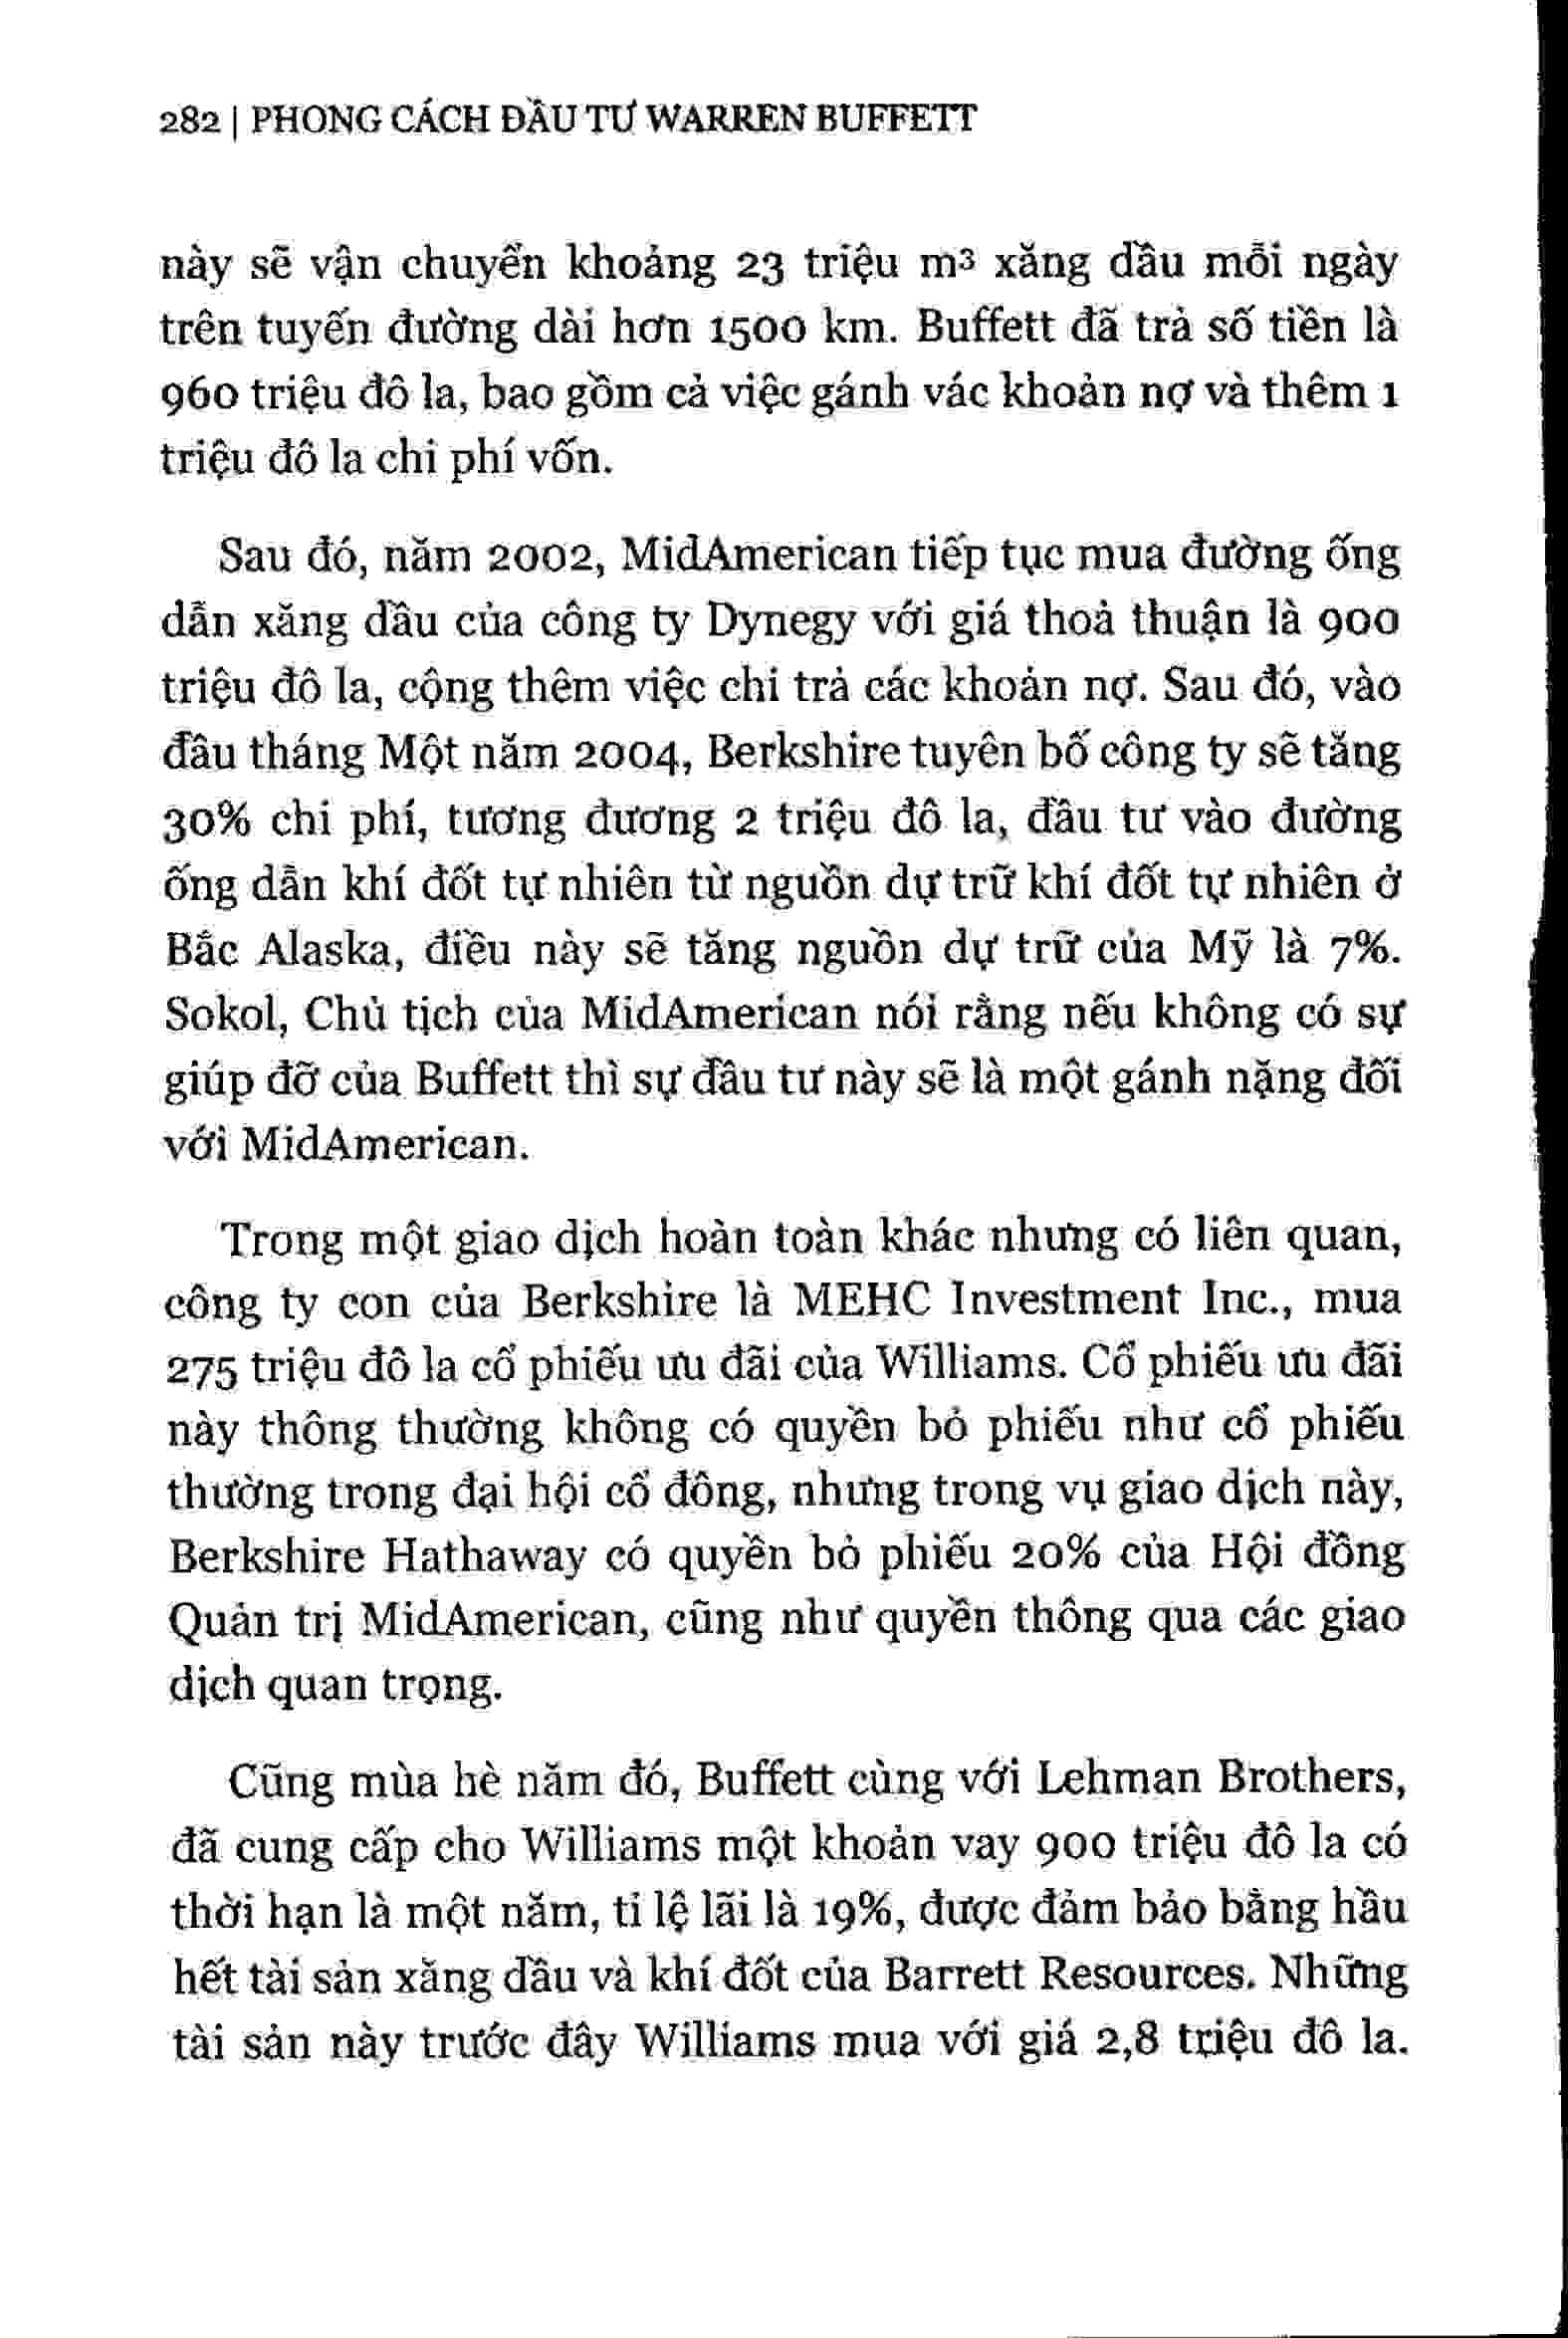 282 | PHONG CÁCH ĐẦU TƯ WARREN BUFFETT
này sẽ vận chuyển khoảng 23 triệu m³ xăng dầu mỗi ngày
trên tuyến đường dài hơn 1500 km. Buffett đã trả số tiền là
960 triệu đô la, bao gồm cả việc gánh vác khoản nợ và thêm 1
triệu đô la chi phí vốn.
Sau đó, năm 2002, MidAmerican tiếp tục mua đường ống
dẫn xăng dầu của công ty Dynegy với giá thoả thuận là 900
triệu đô la, cộng thêm việc chi trả các khoản nợ. Sau đó, vào
đầu tháng Một năm 2004, Berkshire tuyên bố công ty sẽ tăng
30% chi phí, tương đương 2 triệu đô la, đầu tư vào đường
ống dẫn khí đốt tự nhiên từ nguồn dự trữ khí đốt tự nhiên ở
Bắc Alaska, điều này sẽ tăng nguồn dự trữ của Mỹ là 7%.
Sokol, Chủ tịch của MidAmerican nói rằng nếu không có sự
giúp đỡ của Buffett thì sự đầu tư này sẽ là một gánh nặng đối
với MidAmerican.
Trong một giao dịch hoàn toàn khác nhưng có liên quan,
công ty con của Berkshire là MEHC Investment Inc., mua
275 triệu đô la cổ phiếu ưu đãi của Williams. Cổ phiếu ưu đãi
này thông thường không có quyền bỏ phiếu như cổ phiếu
thường trong đại hội cổ đông, nhưng trong vụ giao dịch này,
Berkshire Hathaway có quyền bỏ phiếu 20% của Hội đồng
Quản trị MidAmerican, cũng như quyền thông qua các giao
dịch quan trọng.
Cũng mùa hè năm đó, Buffett cùng với Lehman Brothers,
đã cung cấp cho Williams một khoản vay 900 triệu đô la có
thời hạn là một năm, tỉ lệ lãi là 19%, được đảm bảo bằng hầu
hết tài sản xăng dầu và khí đốt của Barrett Resources. Những
tài sản này trước đây Williams mua với giá 2,8 triệu đô la.